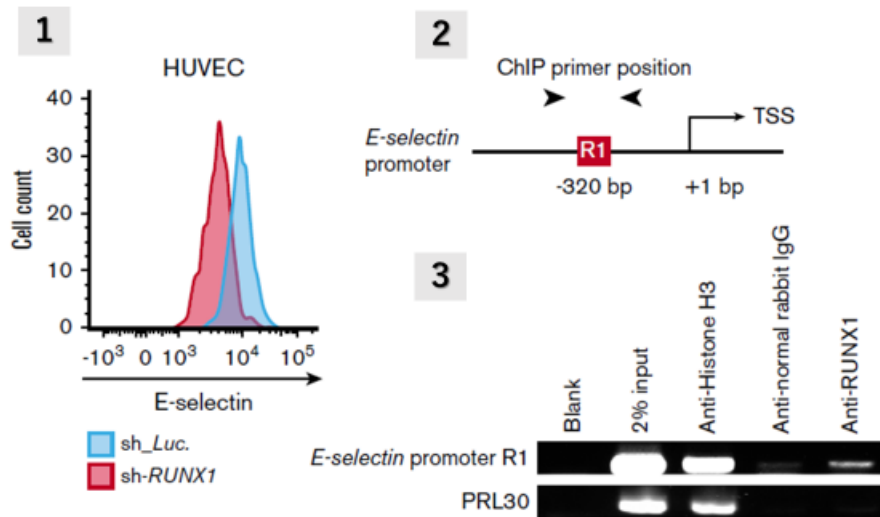 1
HUVEC
40
30
20
10
0
Cell count
-10³ 0 10³ 10⁴ 10⁵
E-selectin
sh_Luc.
sh-RUNX1
2
ChIP primer position
E-selectin
promoter
TSS
R1
-320 bp
+1 bp
3
Blank
2% input
Anti-Histone H3
Anti-normal rabbit IgG
Anti-RUNX1
E-selectin promoter R1
PRL30